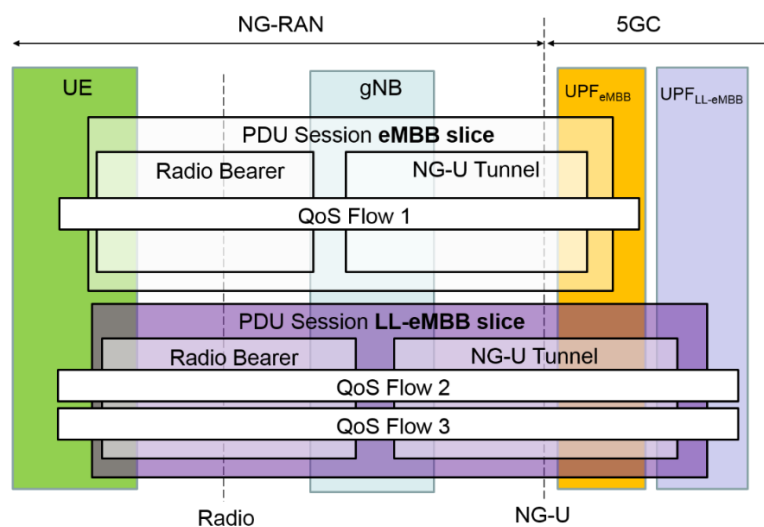 NG-RAN
5GC
UE
gNB
UPFeMBB
UPFLL-eMBB
PDU Session eMBB slice
Radio Bearer
NG-U Tunnel
QoS Flow 1
PDU Session LL-eMBB slice
Radio Bearer
NG-U Tunnel
QoS Flow 2
QoS Flow 3
Radio
NG-U